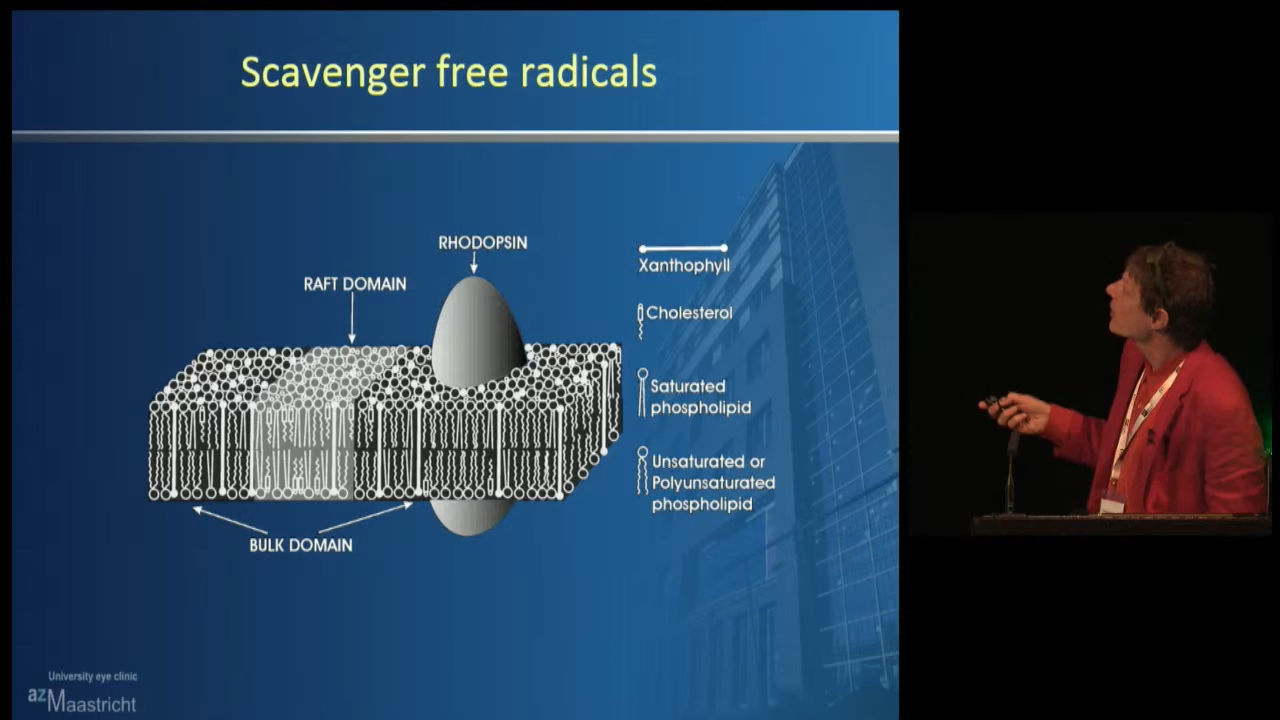 Scavenger free radicals
RHODOPSIN
RAFT DOMAIN
Xanthophyll
Cholesterol
Saturated
phospholipid
Unsaturated or
Polyunsaturated
phospholipid
BULK DOMAIN
University eye clinic
azMaastricht